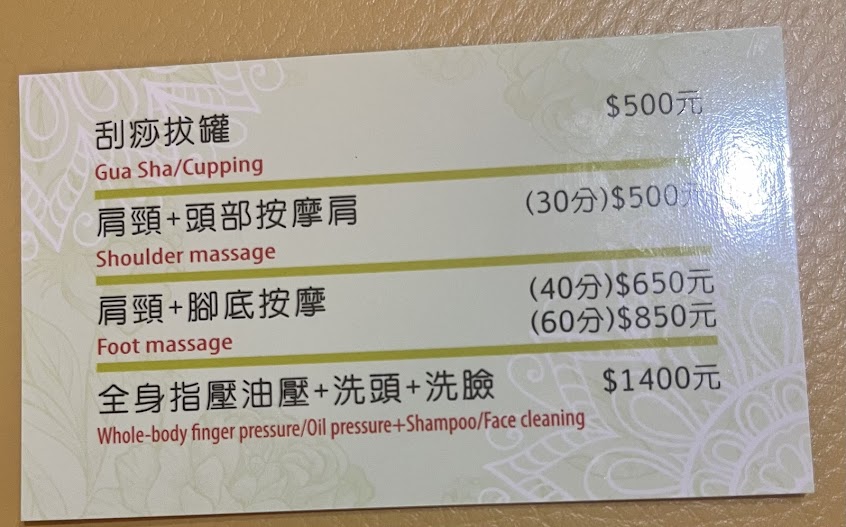 刮痧拔罐 $500元
Gua Sha/Cupping
肩頸+頭部按摩肩 (30分)$500元
Shoulder massage
肩頸+腳底按摩 (40分)$650元
(60分)$850元
Foot massage
全身指壓油壓+洗頭+洗臉 $1400元
Whole-body finger pressure/Oil pressure+Shampoo/Face cleaning